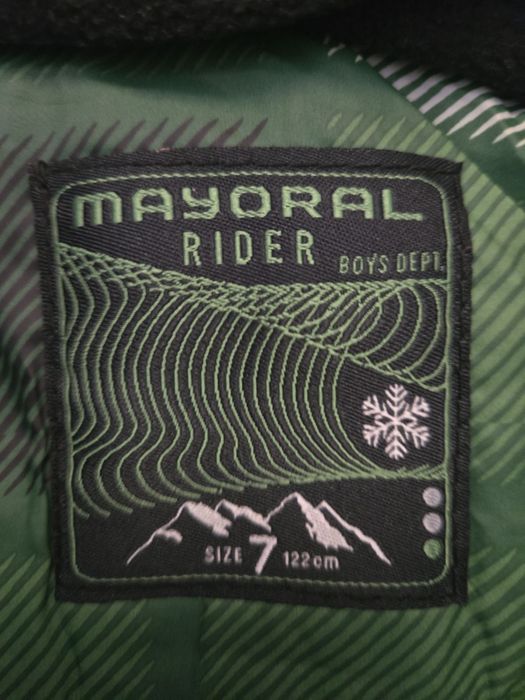 MAYORAL
RIDER
BOYS DEPT.
SIZE 7 122cm